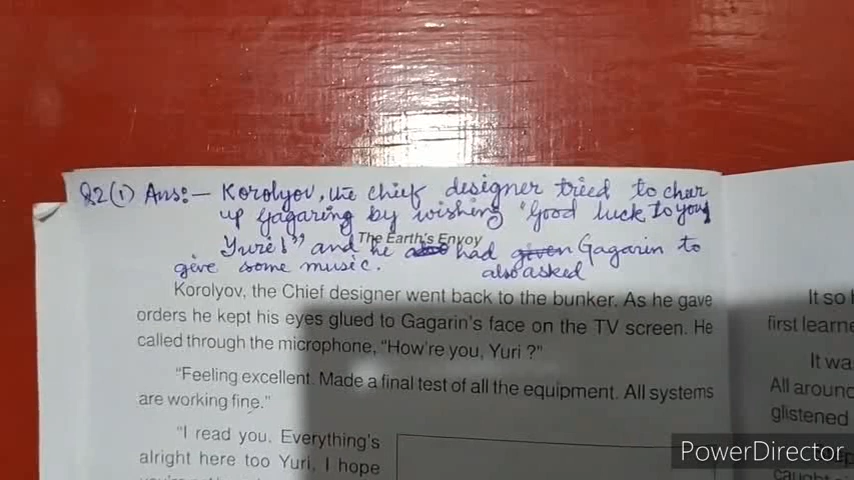 Q2(1) Ans:- Korolyov, the chief designer tried to chear
up Gagaring by wishing "Good luck to you,
Yuri!" and he had Gagarin to
The Earth's Envoy
give some music. also asked
Korolyov, the Chief designer went back to the bunker. As he gave
orders he kept his eyes glued to Gagarin's face on the TV screen. He
called through the microphone, "How're you, Yuri ?"
"Feeling excellent. Made a final test of all the equipment. All systems
are working fine."
"I read you. Everything's
alright here too Yuri. I hope
It so
first learne
It wa
All aroun
glistened
PowerDirector